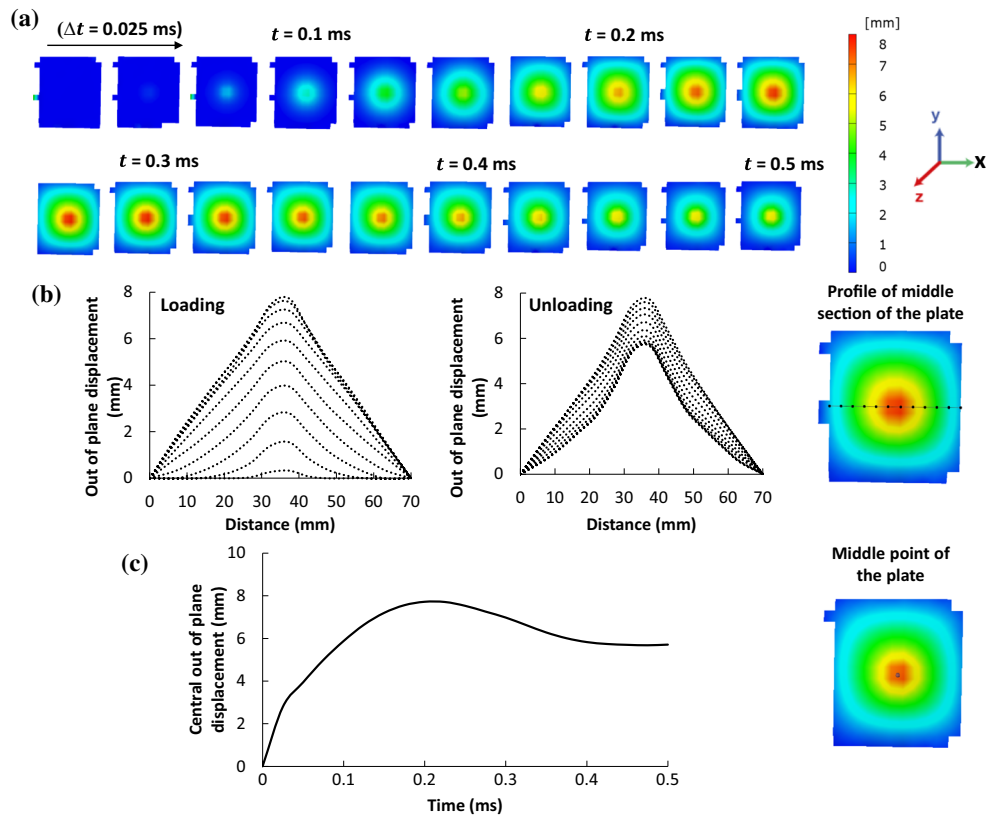 (a)
(Δt = 0.025 ms)
t = 0.1 ms
t = 0.2 ms
[mm]
8
7
6
5
4
3
2
1
0
y
x
z
t = 0.3 ms
t = 0.4 ms
t = 0.5 ms
(b)
Out of plane displacement
(mm)
8
6
4
2
0
Loading
0 10 20 30 40 50 60 70
Distance (mm)
Out of plane displacement
(mm)
8
6
4
2
0
Unloading
0 10 20 30 40 50 60 70
Distance (mm)
Profile of middle
section of the plate
(c)
Central out of plane
displacement (mm)
10
8
6
4
2
0
0 0.1 0.2 0.3 0.4 0.5
Time (ms)
Middle point of
the plate